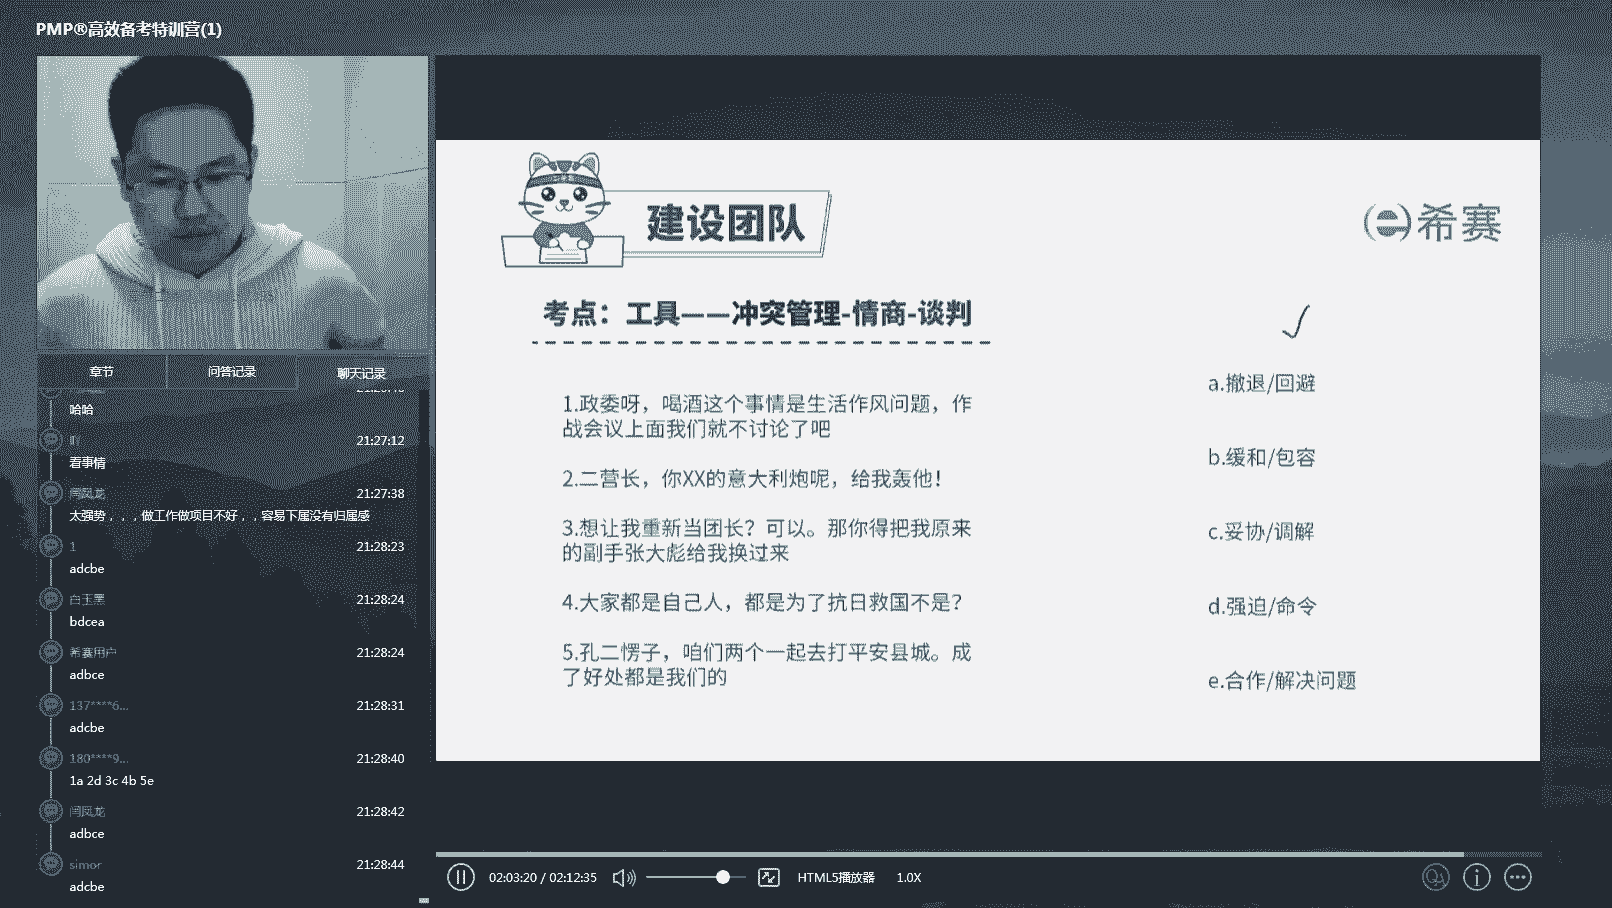 PMP®高效备考特训营(1)
章节
问答记录
聊天记录
哈哈
21:27:12
看事情
闫凤龙
21:27:38
太强势，，，做工作做项目不好，，容易下属没有归属感
1
21:28:23
adcbe
白玉黑
21:28:24
bdcea
希赛用户
21:28:24
adbce
137****6...
21:28:31
adcbe
180****9...
21:28:40
1a 2d 3c 4b 5e
闫凤龙
21:28:42
adbce
simor
21:28:44
adcbe
建设团队
希赛
考点：工具——冲突管理-情商-谈判
1.政委呀，喝酒这个事情是生活作风问题，作
战会议上面我们就不讨论了吧
2.二营长，你XX的意大利炮呢，给我轰他！
3.想让我重新当团长？可以。那你得把我原来
的副手张大彪给我换过来
4.大家都是自己人，都是为了抗日救国不是？
5.孔二愣子，咱们两个一起去打平安县城。成
了好处都是我们的
a.撤退/回避
b.缓和/包容
c.妥协/调解
d.强迫/命令
e.合作/解决问题
02:03:20 / 02:12:35
HTML5播放器
1.0X